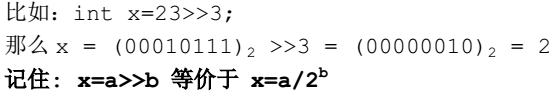 比如: int x=23>>3;
那么 x = (00010111)₂ >>3 = (00000010)₂ = 2
记住: x=a>>b 等价于 x=a/2ᵇ